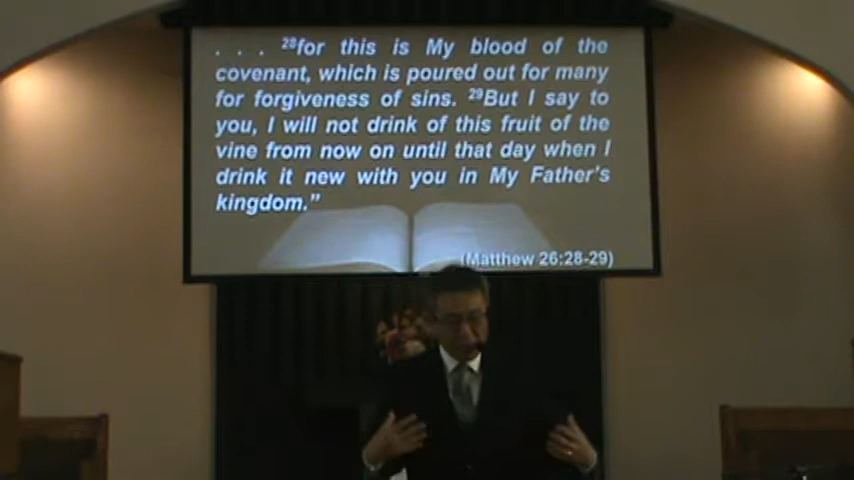 . . . 28for this is My blood of the
covenant, which is poured out for many
for forgiveness of sins. 29But I say to
you, I will not drink of this fruit of the
vine from now on until that day when I
drink it new with you in My Father's
kingdom."
(Matthew 26:28-29)